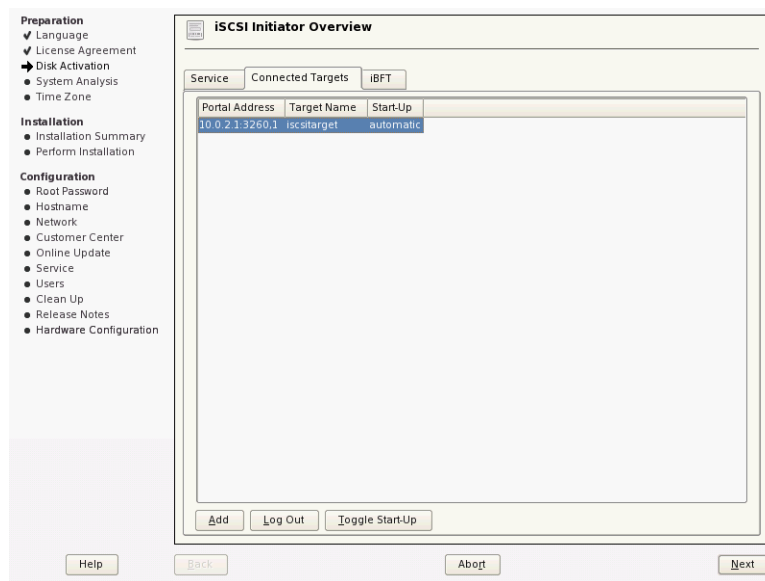 Preparation
Language
License Agreement
Disk Activation
System Analysis
Time Zone
Installation
Installation Summary
Perform Installation
Configuration
Root Password
Hostname
Network
Customer Center
Online Update
Service
Users
Clean Up
Release Notes
Hardware Configuration
iSCSI Initiator Overview
Service Connected Targets iBFT
Portal Address Target Name Start-Up
10.0.2.1:3260,1 iscsitarget automatic
Add Log Out Toggle Start-Up
Help Back Abort Next